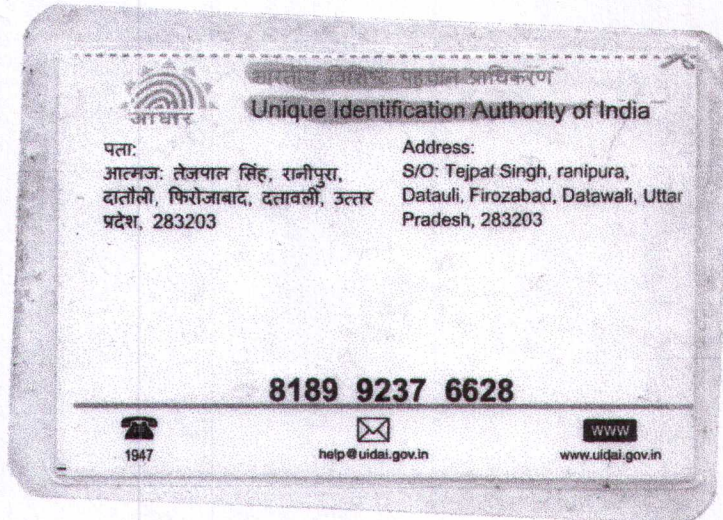 भारतीय विशिष्ट पहचान प्राधिकरण
आधार
Unique Identification Authority of India
पता:
आत्मज: तेजपाल सिंह, रानीपुरा,
दातौली, फिरोजाबाद, दतावली, उत्तर
प्रदेश, 283203
Address:
S/O: Tejpal Singh, ranipura,
Datauli, Firozabad, Datawali, Uttar
Pradesh, 283203
8189 9237 6628
1947
help@uidai.gov.in
www
www.uidai.gov.in